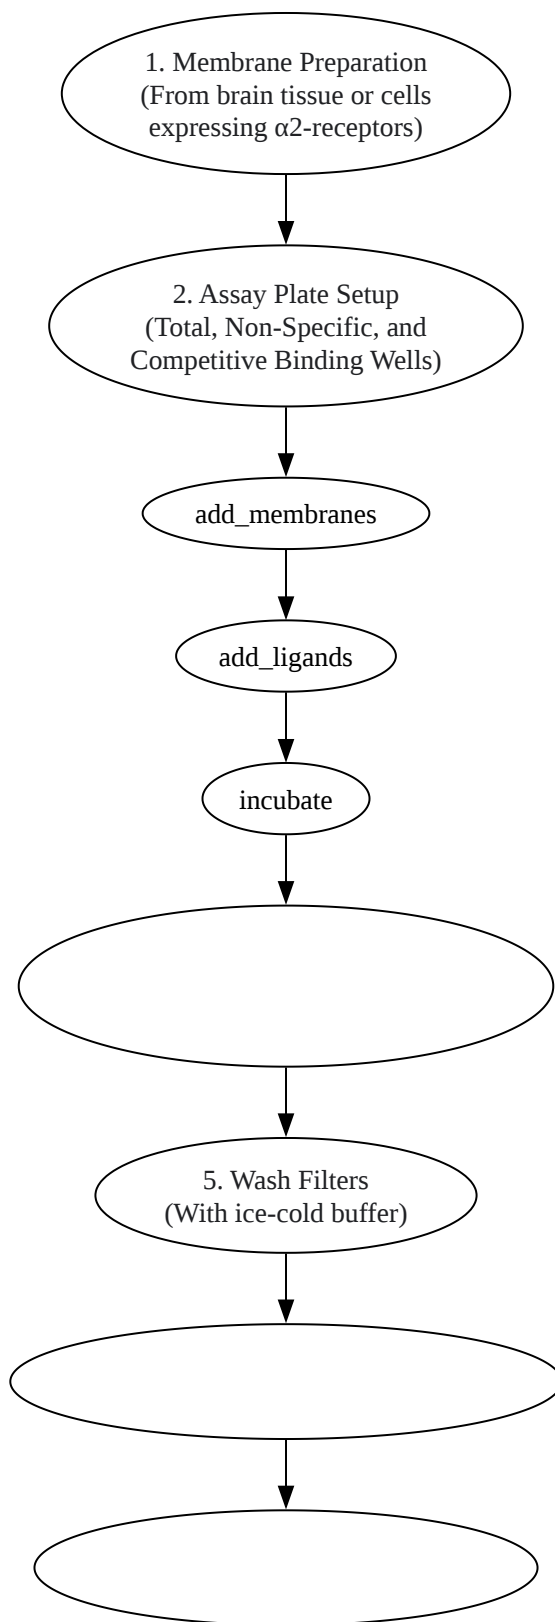 1. Membrane Preparation
(From brain tissue or cells
expressing α2-receptors)
2. Assay Plate Setup
(Total, Non-Specific, and
Competitive Binding Wells)
add_membranes
add_ligands
incubate
5. Wash Filters
(With ice-cold buffer)